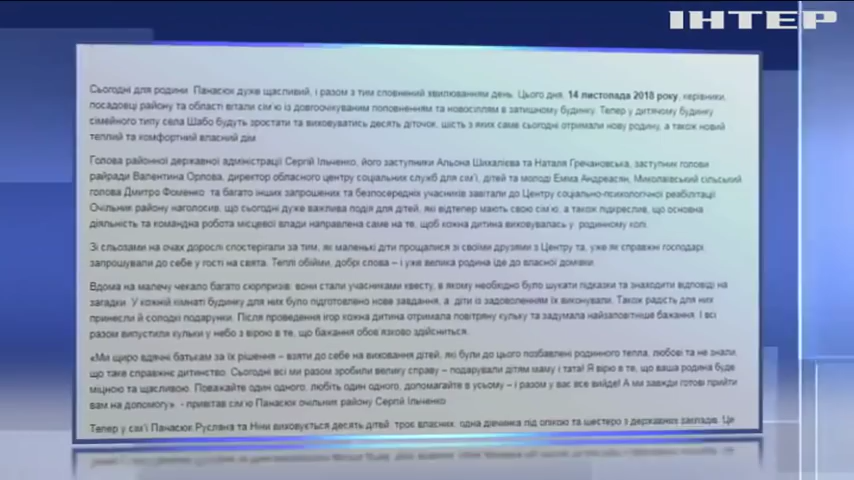 ІНТЕР
Сьогодні для родини Панасюк дуже щасливий, і разом з тим сповнений хвилюванням день. Цього дня, 14 листопада 2018 року, керівники,
посадовці району та області вітали сім'ю із довгоочікуваним поповненням та новосіллям в затишному будинку. Тепер у дитячому будинку
сімейного типу села Шабо будуть зростати та виховуватись десять діточок, шість з яких саме сьогодні отримали нову родину, а також новий
теплий та комфортний власний дім.
Голова районної державної адміністрації Сергій Ільченко, його заступники Альона Шихалієва та Наталя Гречановська, заступник голови
райради Валентина Орлова, директор обласного центру соціальних служб для сім'ї, дітей та молоді Еміка Андреасян, Миколаївський сільський
голова Дмитро Фоменко та багато інших запрошених та безпосередніх учасників завітали до Центру соціально-психологічної реабілітації.
Очільник району наголосив, що сьогодні дуже важлива подія для дітей, які відтепер мають свою сім'ю, а також підкреслив, що основна
діяльність та командна робота місцевої влади направлена саме на те, щоб кожна дитина виховувалась у родинному колі.
Зі сльозами на очах дорослі спостерігали за тим, як маленькі діти прощалися зі своїми друзями з Центру та, уже як справжні господарі,
запрошували до себе у гості на свята. Теплі обійми, добрі слова – і уже велика родина їде до власної домівки.
Вдома на малечу чекало багато сюрпризів: вони стали учасниками квесту, в якому необхідно було шукати підказки та знаходити відповіді на
загадки. У кожній кімнаті будинку для них було підготовлено нове завдання, а діти із задоволенням їх виконували. Також радість для них
принесли й солодкі подарунки. Після проведення ігор кожна дитина отримала повітряну кульку та задумала найзаповітніше бажання. І всі
разом випустили кульки у небо з вірою в те, що бажання обов'язково здійсниться.
«Ми щиро вдячні батькам за їх рішення – взяти до себе на виховання дітей, які були до цього позбавлені родинного тепла, любові та не знали,
що таке справжнє дитинство. Сьогодні всі ми разом зробили велику справу – подарували дітям маму і тата! Я вірю в те, що ваша родина буде
міцною та щасливою. Поважайте один одного, любіть один одного, допомагайте в усьому – і разом у вас все вийде! А ми завжди готові прийти
вам на допомогу». - привітав сім'ю Панасюк очільник району Сергій Ільченко.
Тепер у сім'ї Панасюк Руслана та Ніни виховується десять дітей: троє власних, одна дівчинка під опікою та шестеро з державних закладів. Це